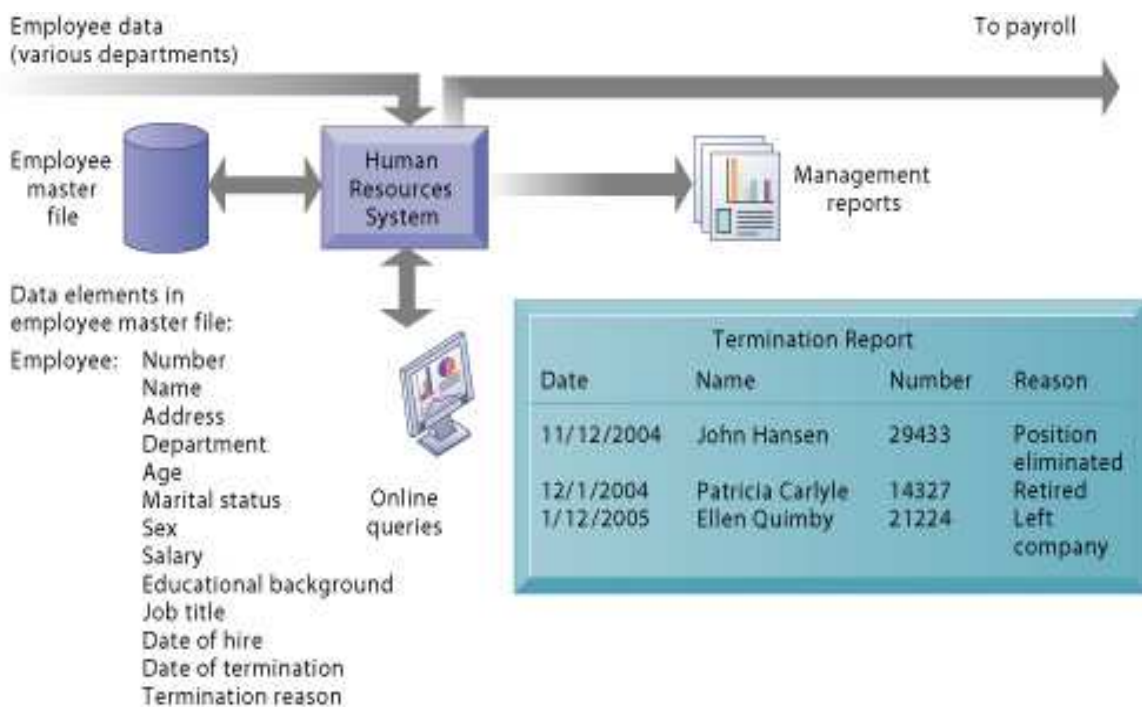 Employee data
(various departments)
To payroll
Employee
master
file
Human
Resources
System
Management
reports
Data elements in
employee master file:
Employee: Number
Name
Address
Department
Age
Marital status
Sex
Salary
Educational background
Job title
Date of hire
Date of termination
Termination reason
Online
queries
Termination Report
Date Name Number Reason
11/12/2004 John Hansen 29433 Position
eliminated
12/1/2004 Patricia Carlyle 14327 Retired
1/12/2005 Ellen Quimby 21224 Left
company